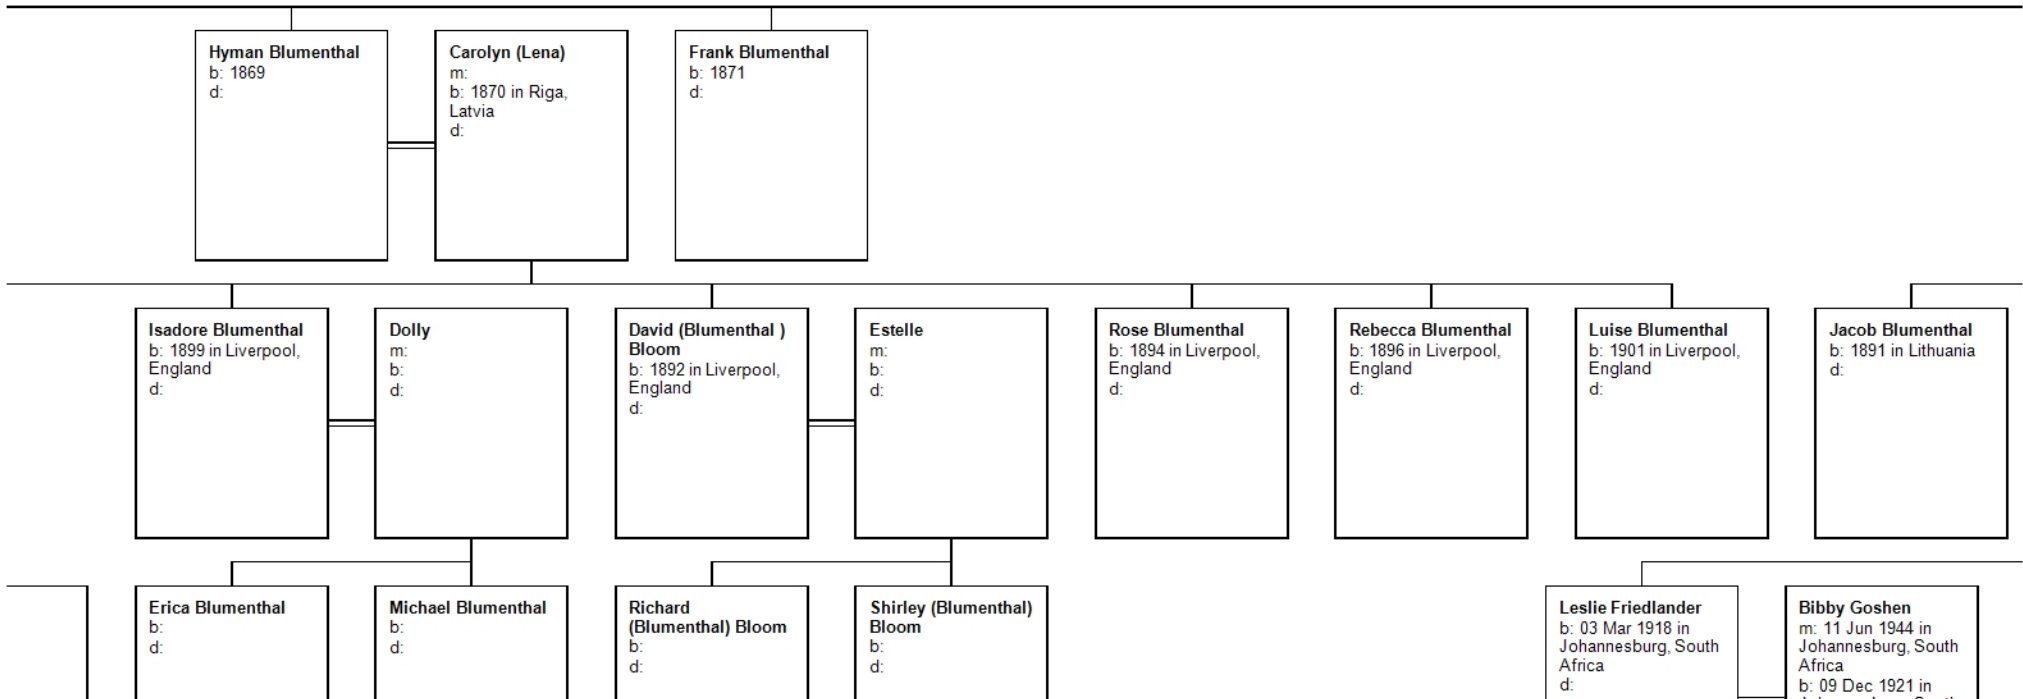 Hyman Blumenthal
b: 1869
d:
Carolyn (Lena)
m:
b: 1870 in Riga,
Latvia
d:
Frank Blumenthal
b: 1871
d:
Isadore Blumenthal
b: 1899 in Liverpool,
England
d:
Dolly
m:
b:
d:
David (Blumenthal )
Bloom
b: 1892 in Liverpool,
England
d:
Estelle
m:
b:
d:
Rose Blumenthal
b: 1894 in Liverpool,
England
d:
Rebecca Blumenthal
b: 1896 in Liverpool,
England
d:
Luise Blumenthal
b: 1901 in Liverpool,
England
d:
Jacob Blumenthal
b: 1891 in Lithuania
d:
Erica Blumenthal
b:
d:
Michael Blumenthal
b:
d:
Richard
(Blumenthal) Bloom
b:
d:
Shirley (Blumenthal)
Bloom
b:
d:
Leslie Friedlander
b: 03 Mar 1918 in
Johannesburg, South
Africa
d:
Bibby Goshen
m: 11 Jun 1944 in
Johannesburg, South
Africa
b: 09 Dec 1921 in